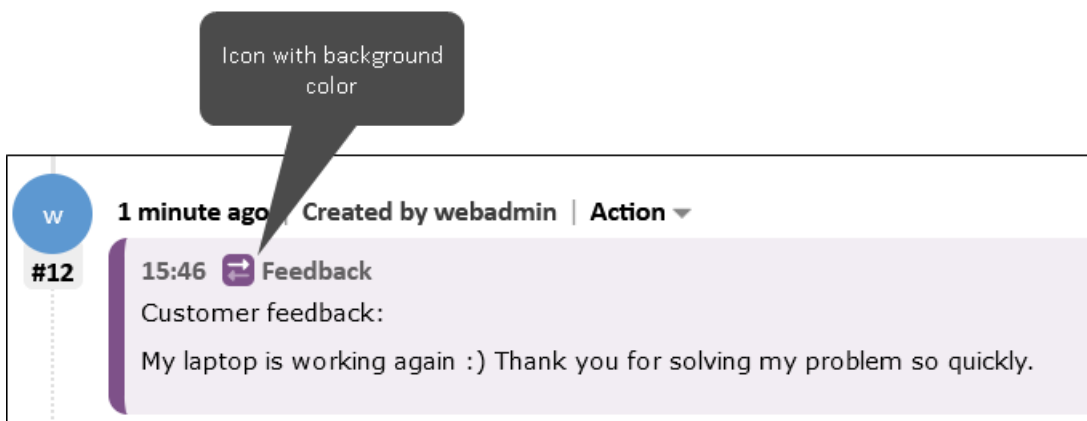 Icon with background
color
w
1 minute ago | Created by webadmin | Action
#12
15:46 Feedback
Customer feedback:
My laptop is working again :) Thank you for solving my problem so quickly.